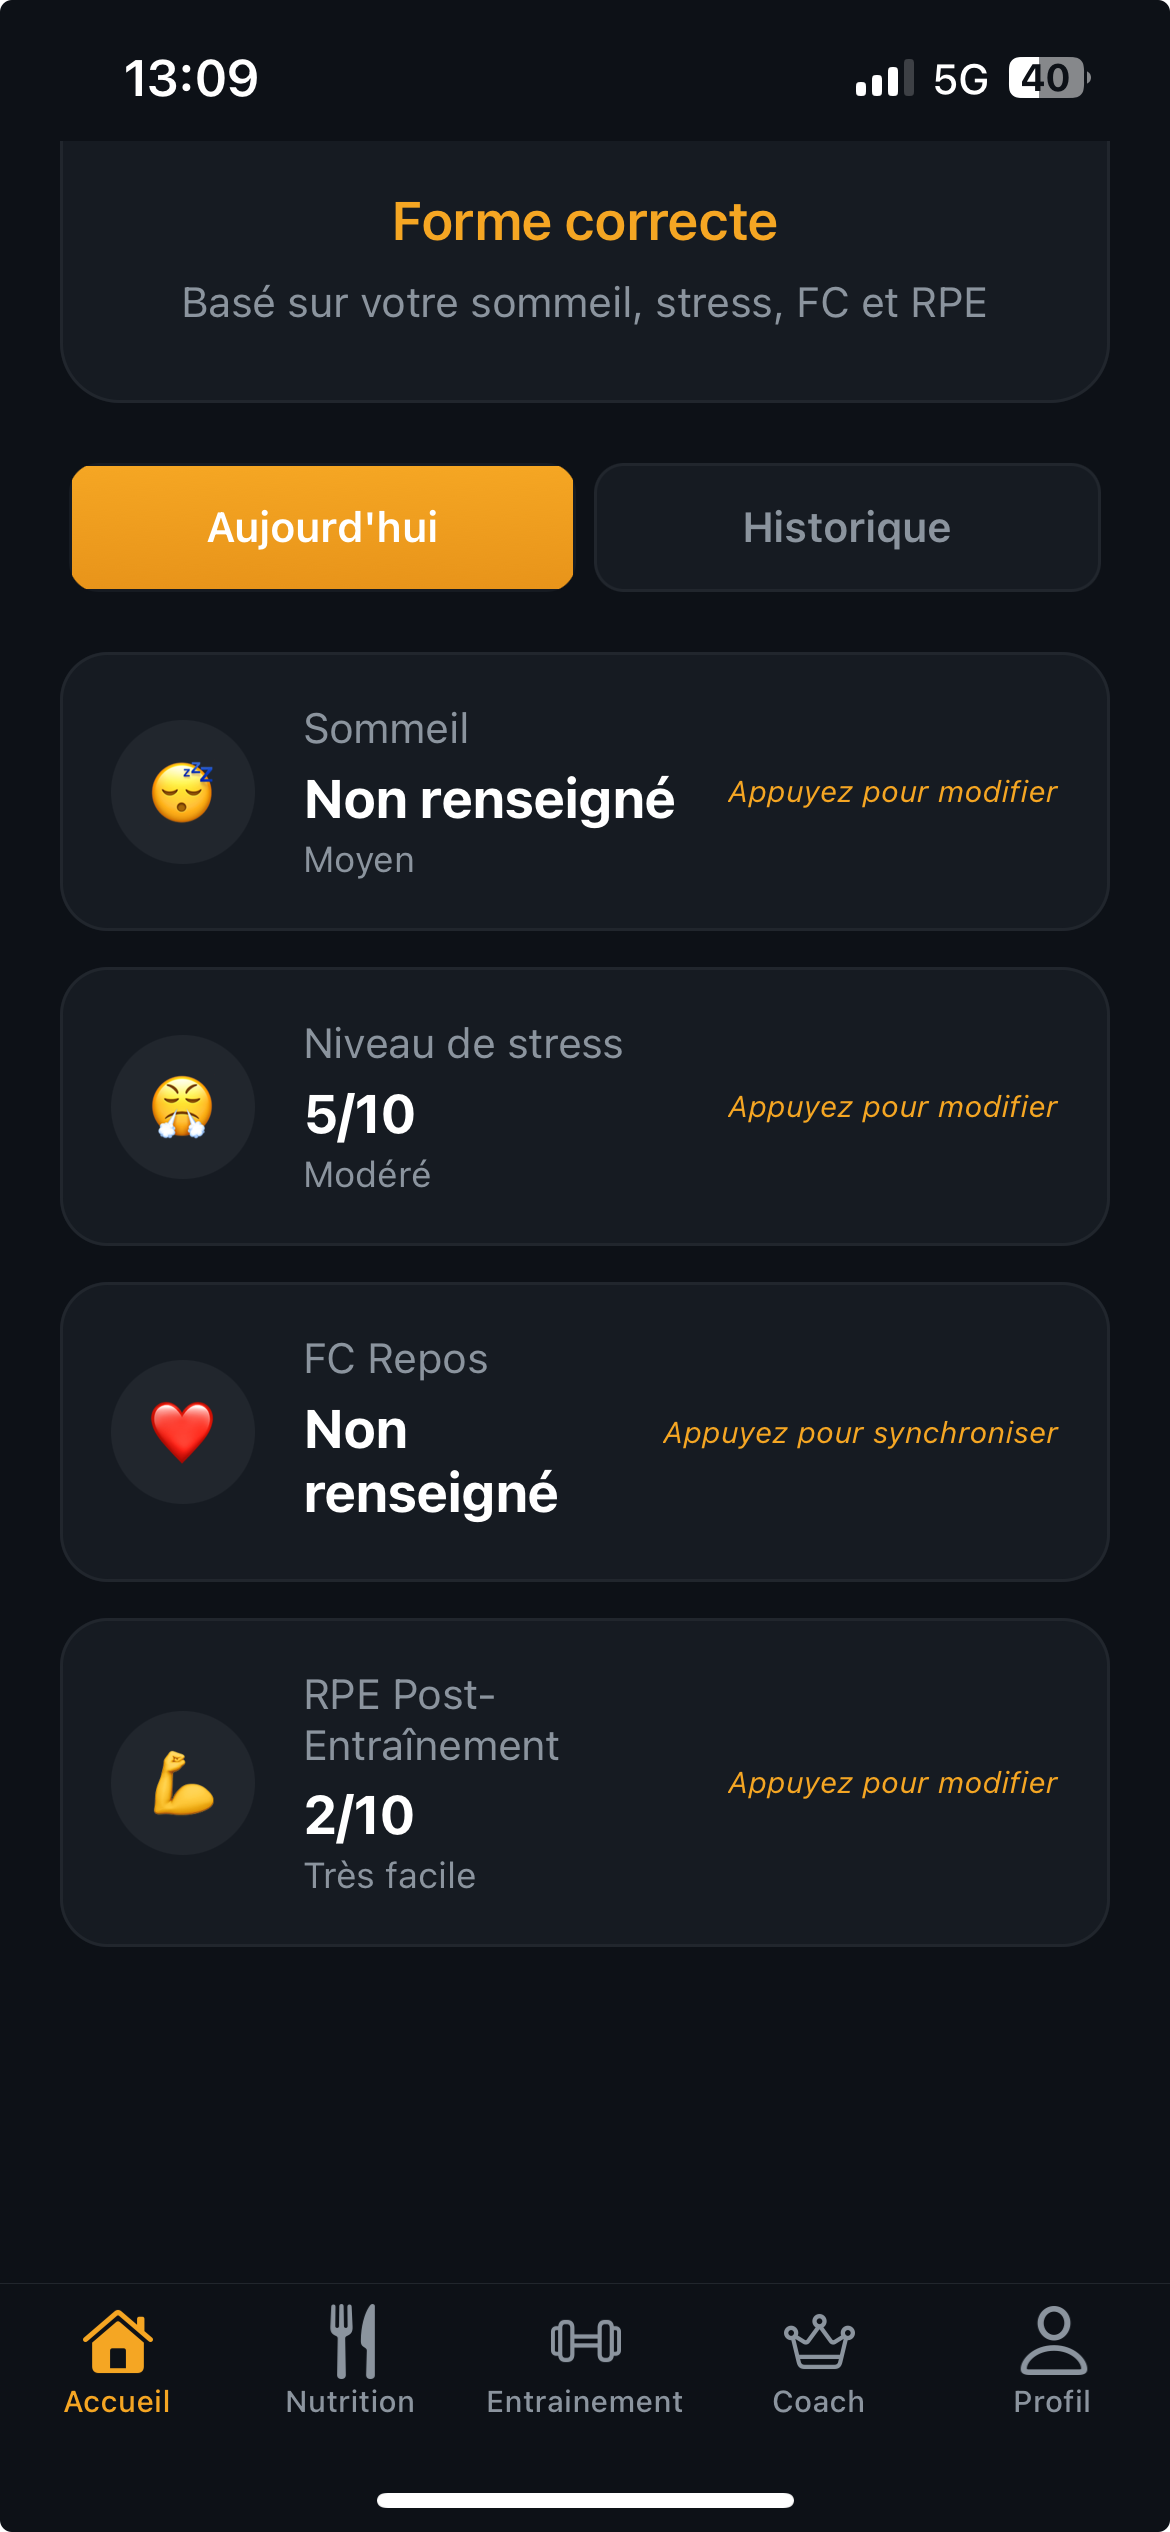 13:09
5G
40
Forme correcte
Basé sur votre sommeil, stress, FC et RPE
Aujourd'hui
Historique
Sommeil
Non renseigné
Appuyez pour modifier
Moyen
Niveau de stress
5/10
Appuyez pour modifier
Modéré
FC Repos
Non
renseigné
Appuyez pour synchroniser
RPE Post-
Entraînement
2/10
Appuyez pour modifier
Très facile
Accueil
Nutrition
Entrainement
Coach
Profil